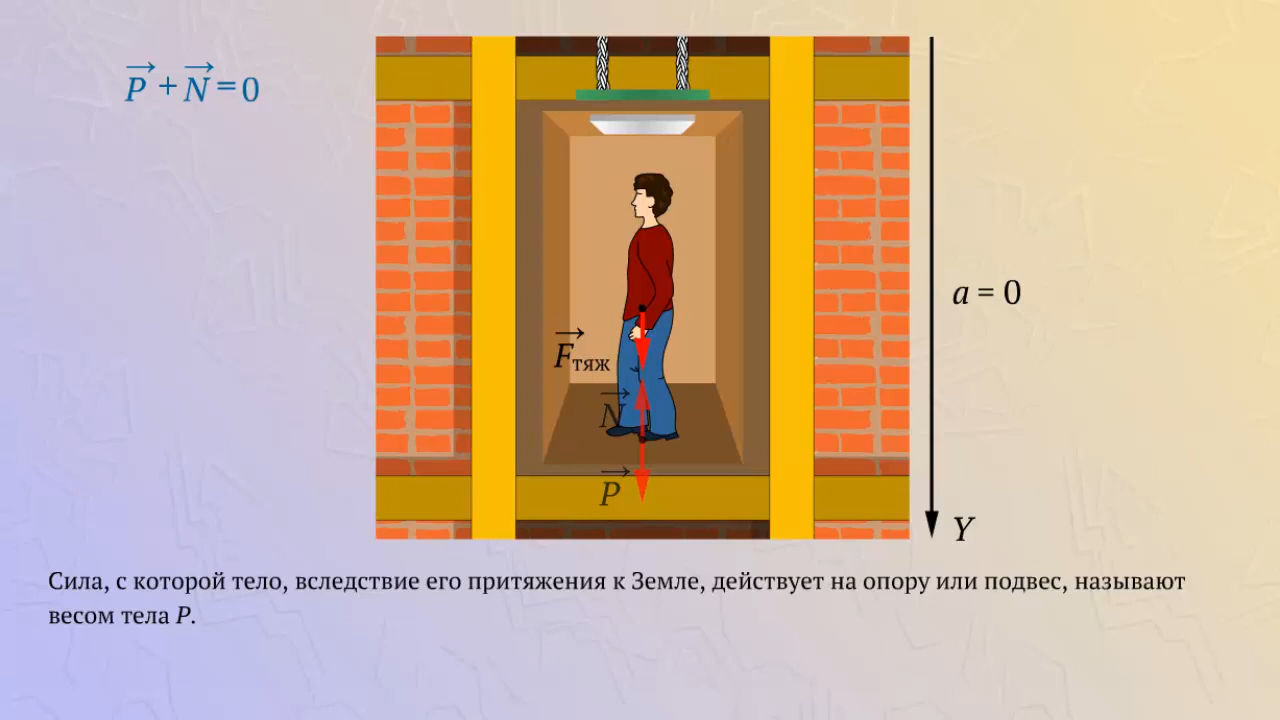 P⃗ + N⃗ = 0
a = 0
F⃗тяж
N⃗
P⃗
Y
Сила, с которой тело, вследствие его притяжения к Земле, действует на опору или подвес, называют
весом тела P.